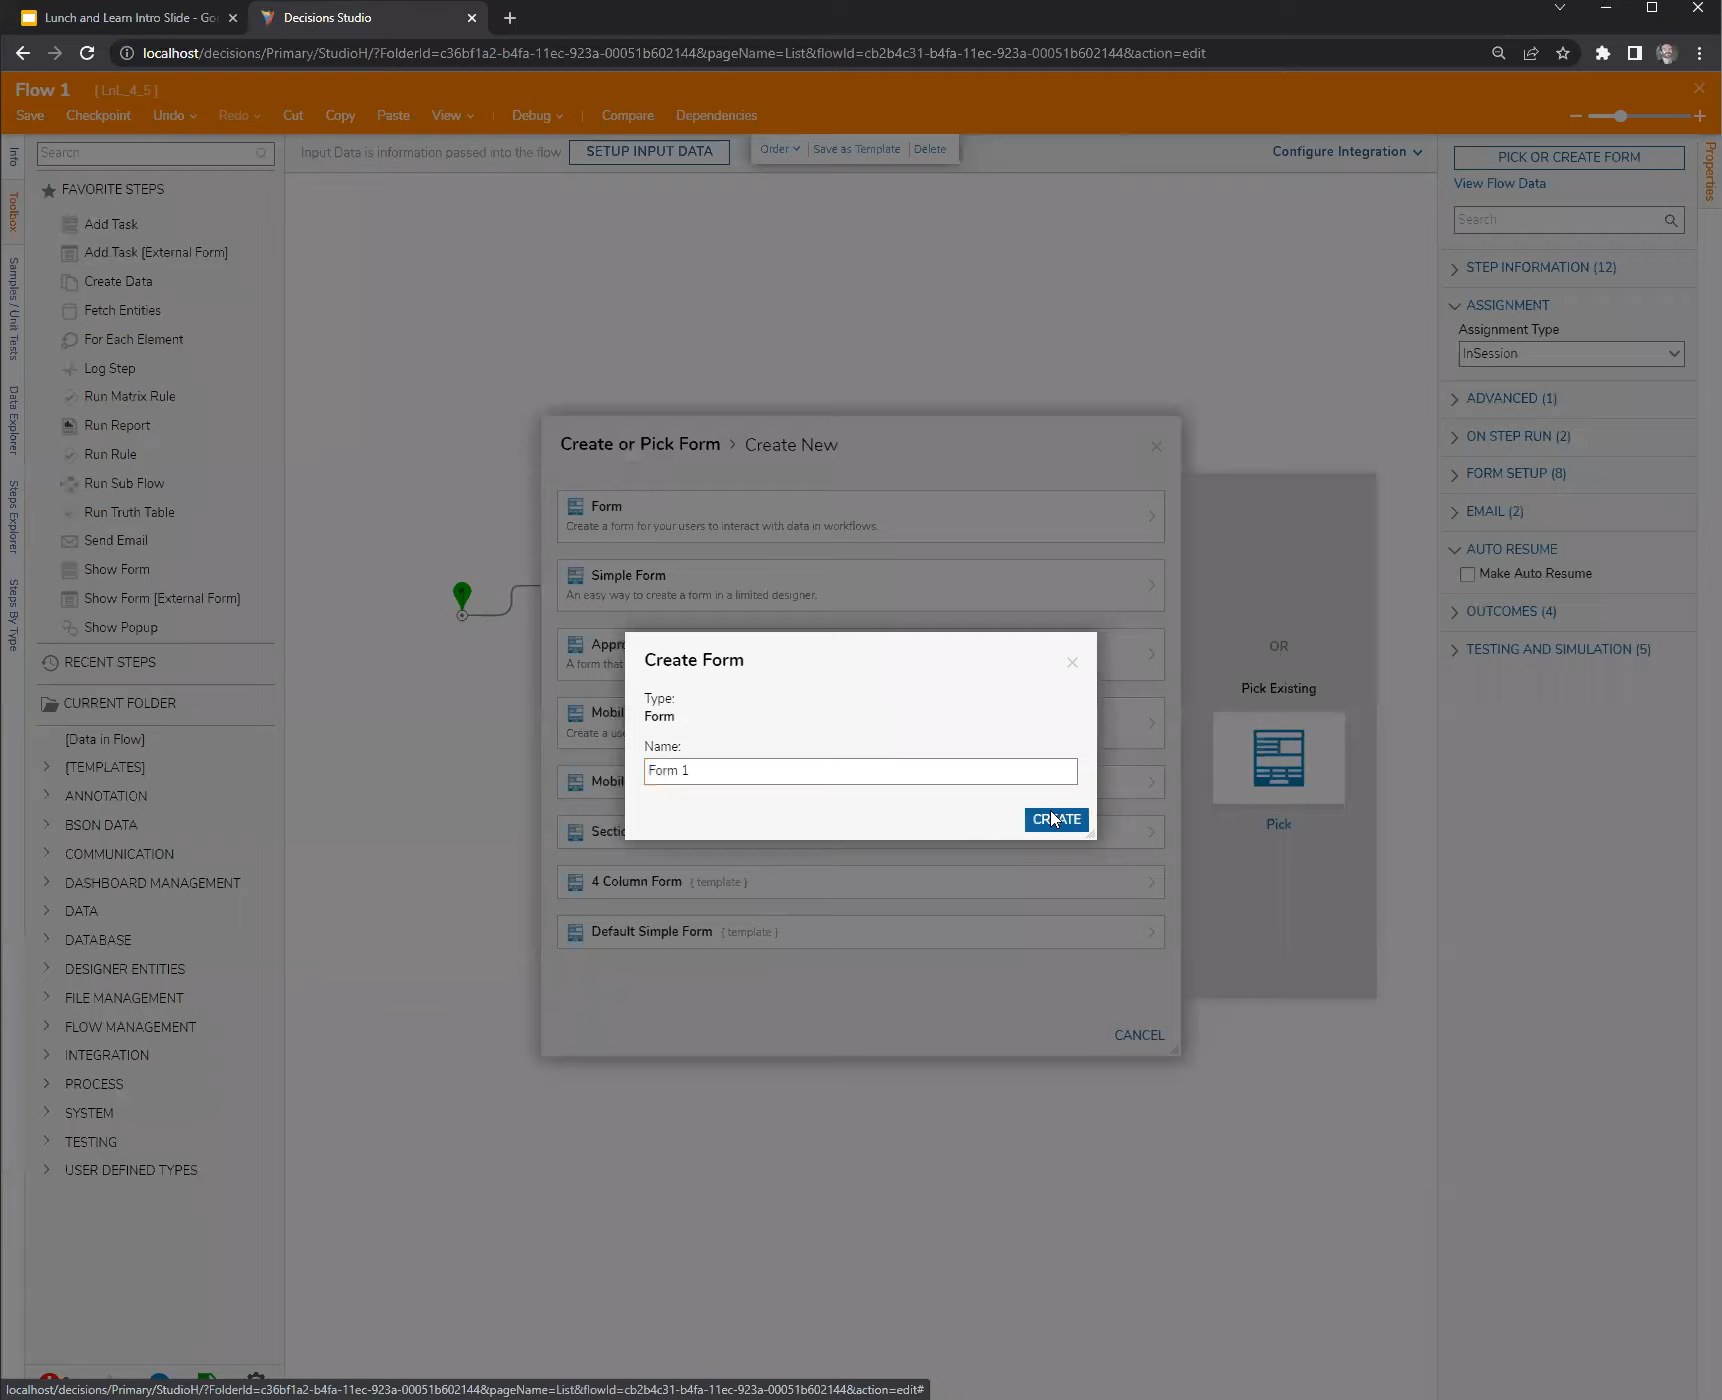 Lunch and Learn Intro Slide - Goo
Decisions Studio
localhost/decisions/Primary/StudioH/?FolderId=c36bf1a2-b4fa-11ec-923a-00051b602144&pageName=List&flowId=cb2b4c31-b4fa-11ec-923a-00051b602144&action=edit
Flow 1 [LnL_4_5]
Save Checkpoint Undo Redo Cut Copy Paste View Debug Compare Dependencies
Info
Toolbox
Samples / Unit Tests
Data Explorer
Steps Explorer
Steps By Type
Search
FAVORITE STEPS
Add Task
Add Task [External Form]
Create Data
Fetch Entities
For Each Element
Log Step
Run Matrix Rule
Run Report
Run Rule
Run Sub Flow
Run Truth Table
Send Email
Show Form
Show Form [External Form]
Show Popup
RECENT STEPS
CURRENT FOLDER
[Data in Flow]
[TEMPLATES]
ANNOTATION
BSON DATA
COMMUNICATION
DASHBOARD MANAGEMENT
DATA
DATABASE
DESIGNER ENTITIES
FILE MANAGEMENT
FLOW MANAGEMENT
INTEGRATION
PROCESS
SYSTEM
TESTING
USER DEFINED TYPES
Input Data is information passed into the flow SETUP INPUT DATA
Order Save as Template Delete
Configure Integration
Create or Pick Form > Create New
Form
Create a form for your users to interact with data in workflows.
Simple Form
An easy way to create a form in a limited designer.
Appro
A form that
Mobil
Create a use
Mobil
Sectio
4 Column Form { template }
Default Simple Form { template }
CANCEL
Create Form
Type:
Form
Name:
Form 1
CREATE
OR
Pick Existing
Pick
PICK OR CREATE FORM
View Flow Data
Search
STEP INFORMATION (12)
ASSIGNMENT
Assignment Type
InSession
ADVANCED (1)
ON STEP RUN (2)
FORM SETUP (8)
EMAIL (2)
AUTO RESUME
Make Auto Resume
OUTCOMES (4)
TESTING AND SIMULATION (5)
Properties
localhost/decisions/Primary/StudioH/?FolderId=c36bf1a2-b4fa-11ec-923a-00051b602144&pageName=List&flowId=cb2b4c31-b4fa-11ec-923a-00051b602144&action=edit#